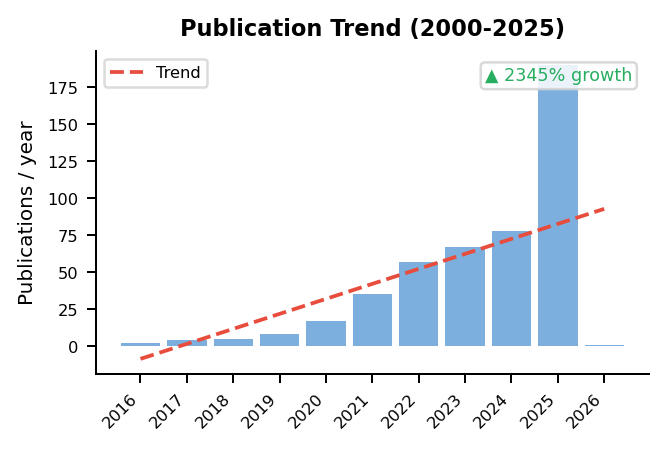 Publication Trend (2000-2025)
Trend
▲ 2345% growth
Publications / year
175
150
125
100
75
50
25
0
2016 2017 2018 2019 2020 2021 2022 2023 2024 2025 2026